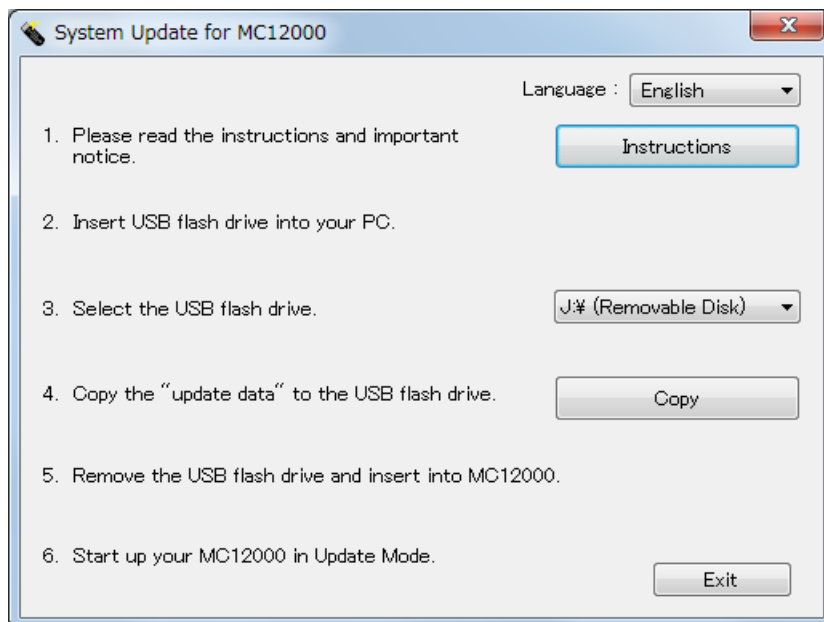 System Update for MC12000
Language : English
1. Please read the instructions and important
notice.
Instructions
2. Insert USB flash drive into your PC.
3. Select the USB flash drive.
J:¥ (Removable Disk)
4. Copy the "update data" to the USB flash drive.
Copy
5. Remove the USB flash drive and insert into MC12000.
6. Start up your MC12000 in Update Mode.
Exit